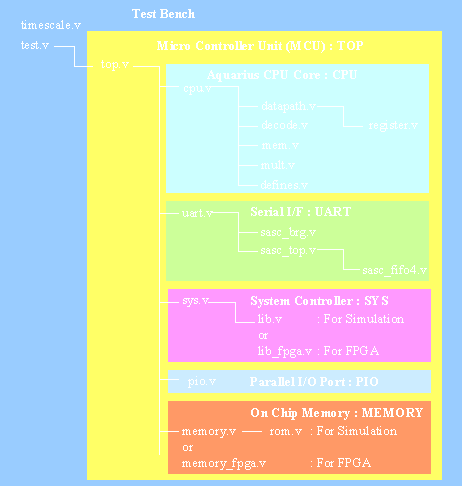 Test Bench
timescale.v
test.v
Micro Controller Unit (MCU) : TOP
top.v
Aquarius CPU Core : CPU
cpu.v
datapath.v
decode.v
register.v
mem.v
mult.v
defines.v
uart.v
Serial I/F : UART
sasc_brg.v
sasc_top.v
sasc_fifo4.v
sys.v
System Controller : SYS
lib.v : For Simulation
or
lib_fpga.v : For FPGA
pio.v
Parallel I/O Port : PIO
On Chip Memory : MEMORY
memory.v rom.v : For Simulation
or
memory_fpga.v : For FPGA